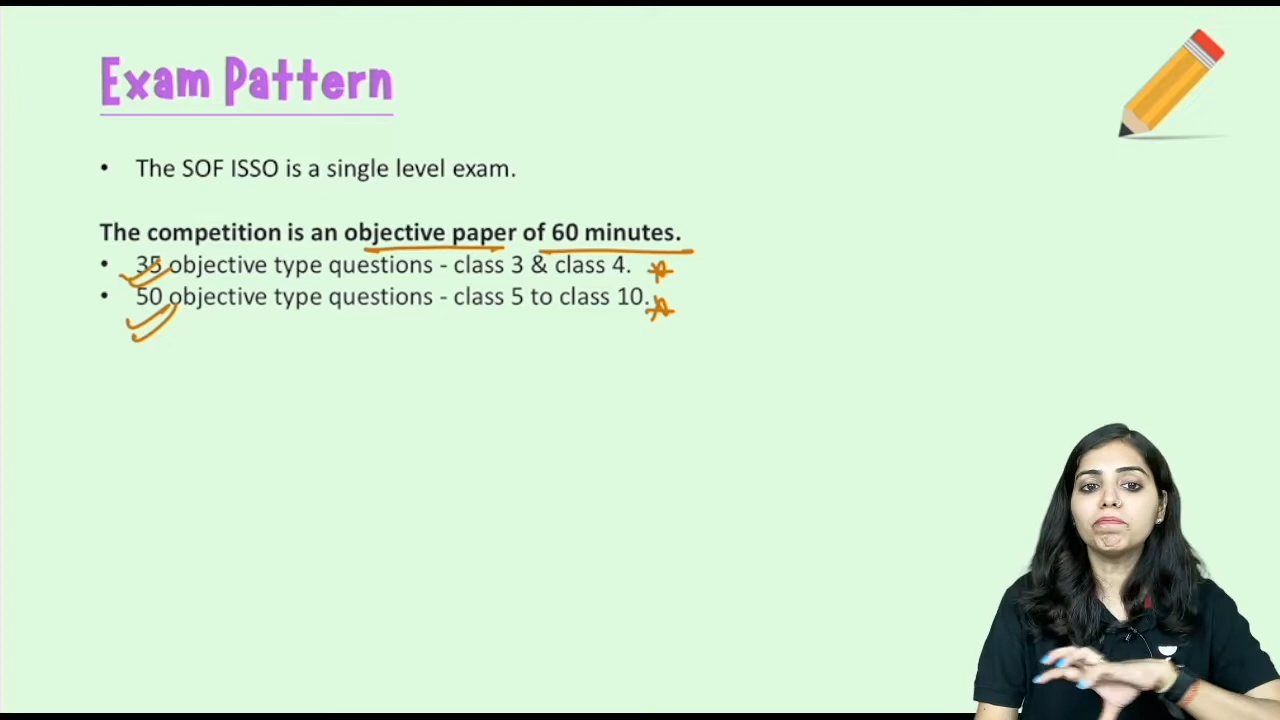 Exam Pattern
• The SOF ISSO is a single level exam.
The competition is an objective paper of 60 minutes.
• 35 objective type questions - class 3 & class 4.
• 50 objective type questions - class 5 to class 10.